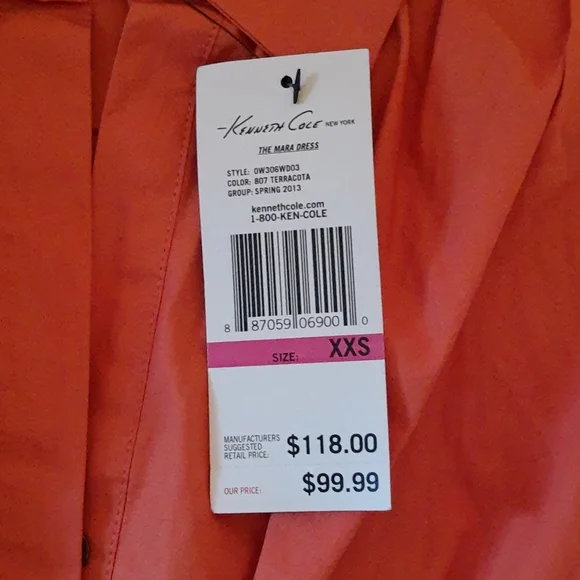 Kenneth Cole NEW YORK
THE MARA DRESS
STYLE: 0W306WD03
COLOR: 807 TERRACOTA
GROUP: SPRING 2013
kennethcole.com
1-800-KEN-COLE
8 87059 06900 0
SIZE: XXS
MANUFACTURERS
SUGGESTED
RETAIL PRICE: $118.00
OUR PRICE: $99.99